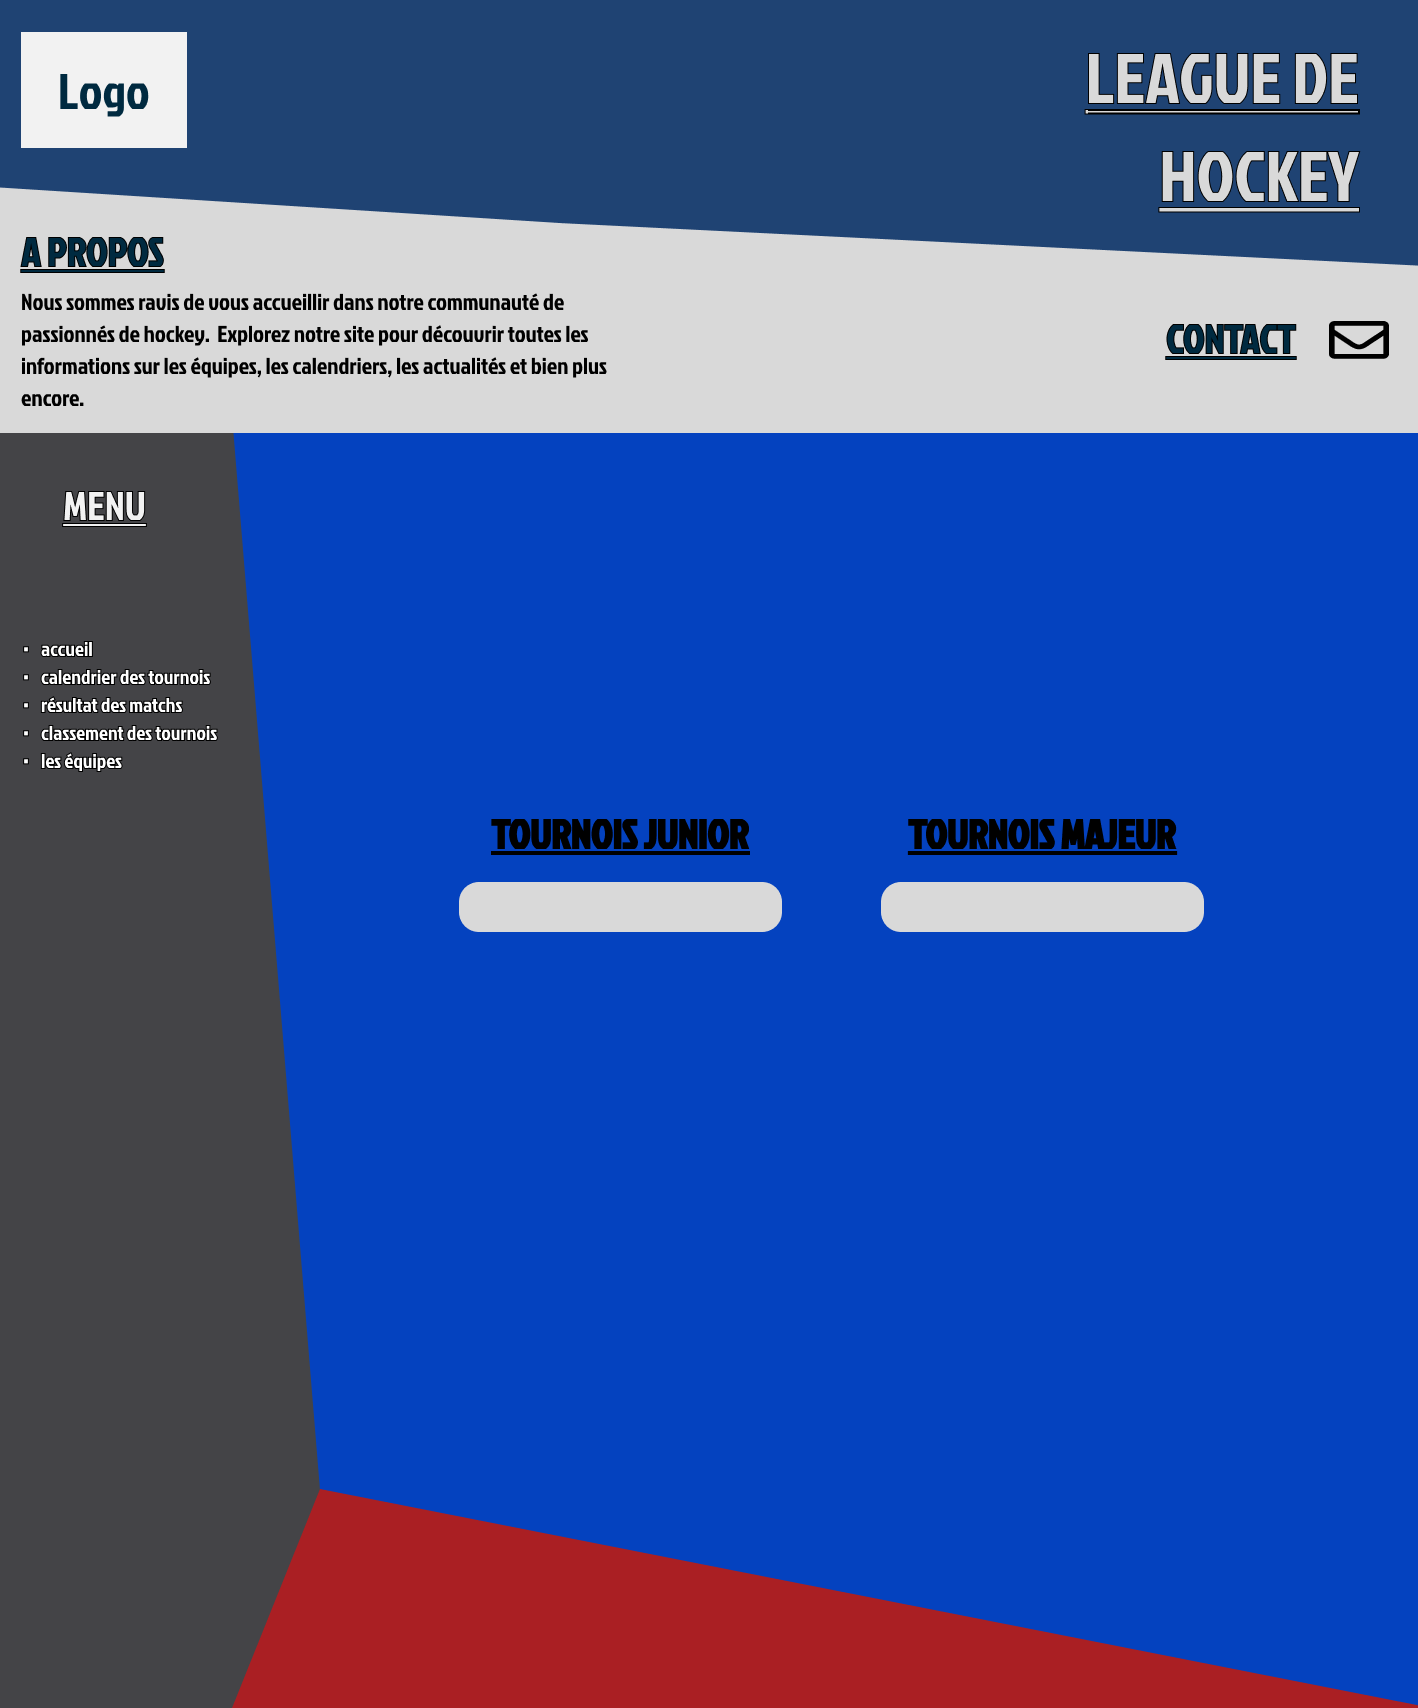 Logo
LEAGUE DE
HOCKEY
A PROPOS
Nous sommes ravis de vous accueillir dans notre communauté de
passionnés de hockey.  Explorez notre site pour découvrir toutes les
informations sur les équipes, les calendriers, les actualités et bien plus
encore.
CONTACT
MENU
• accueil
• calendrier des tournois
• résultat des matchs
• classement des tournois
• les équipes
TOURNOIS JUNIOR
TOURNOIS MAJEUR